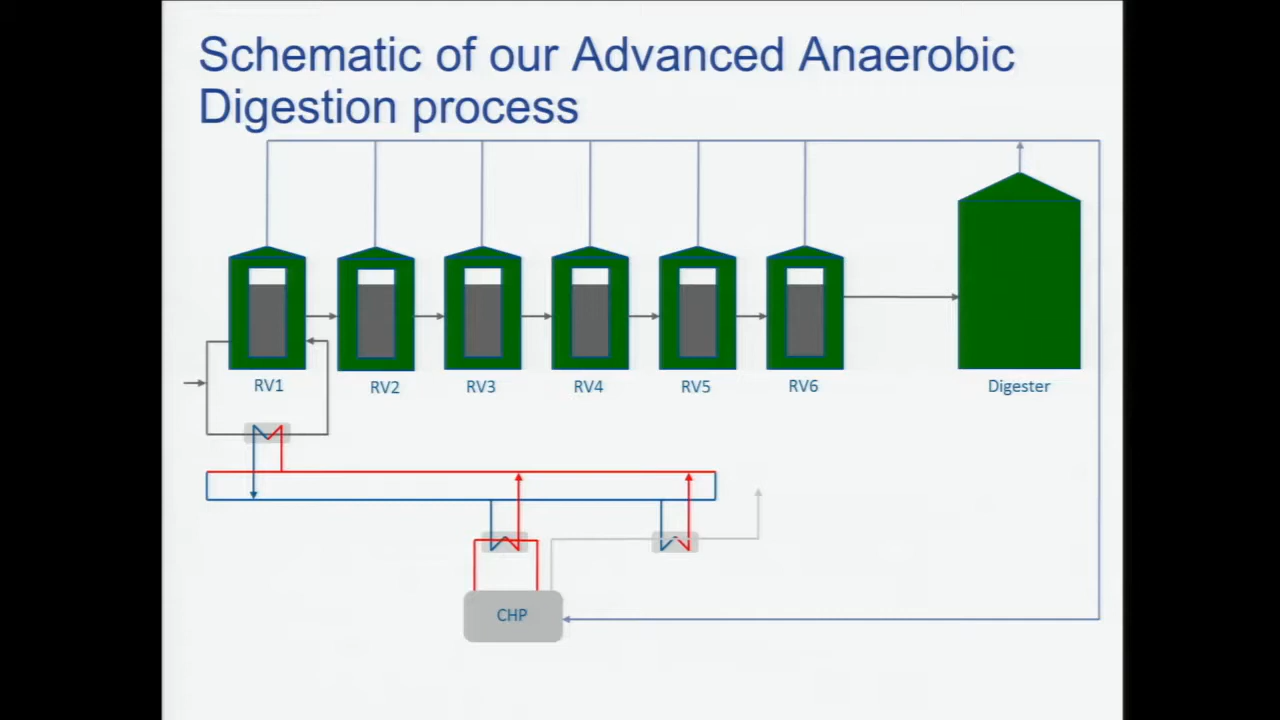 Schematic of our Advanced Anaerobic
Digestion process
RV1
RV2
RV3
RV4
RV5
RV6
Digester
CHP